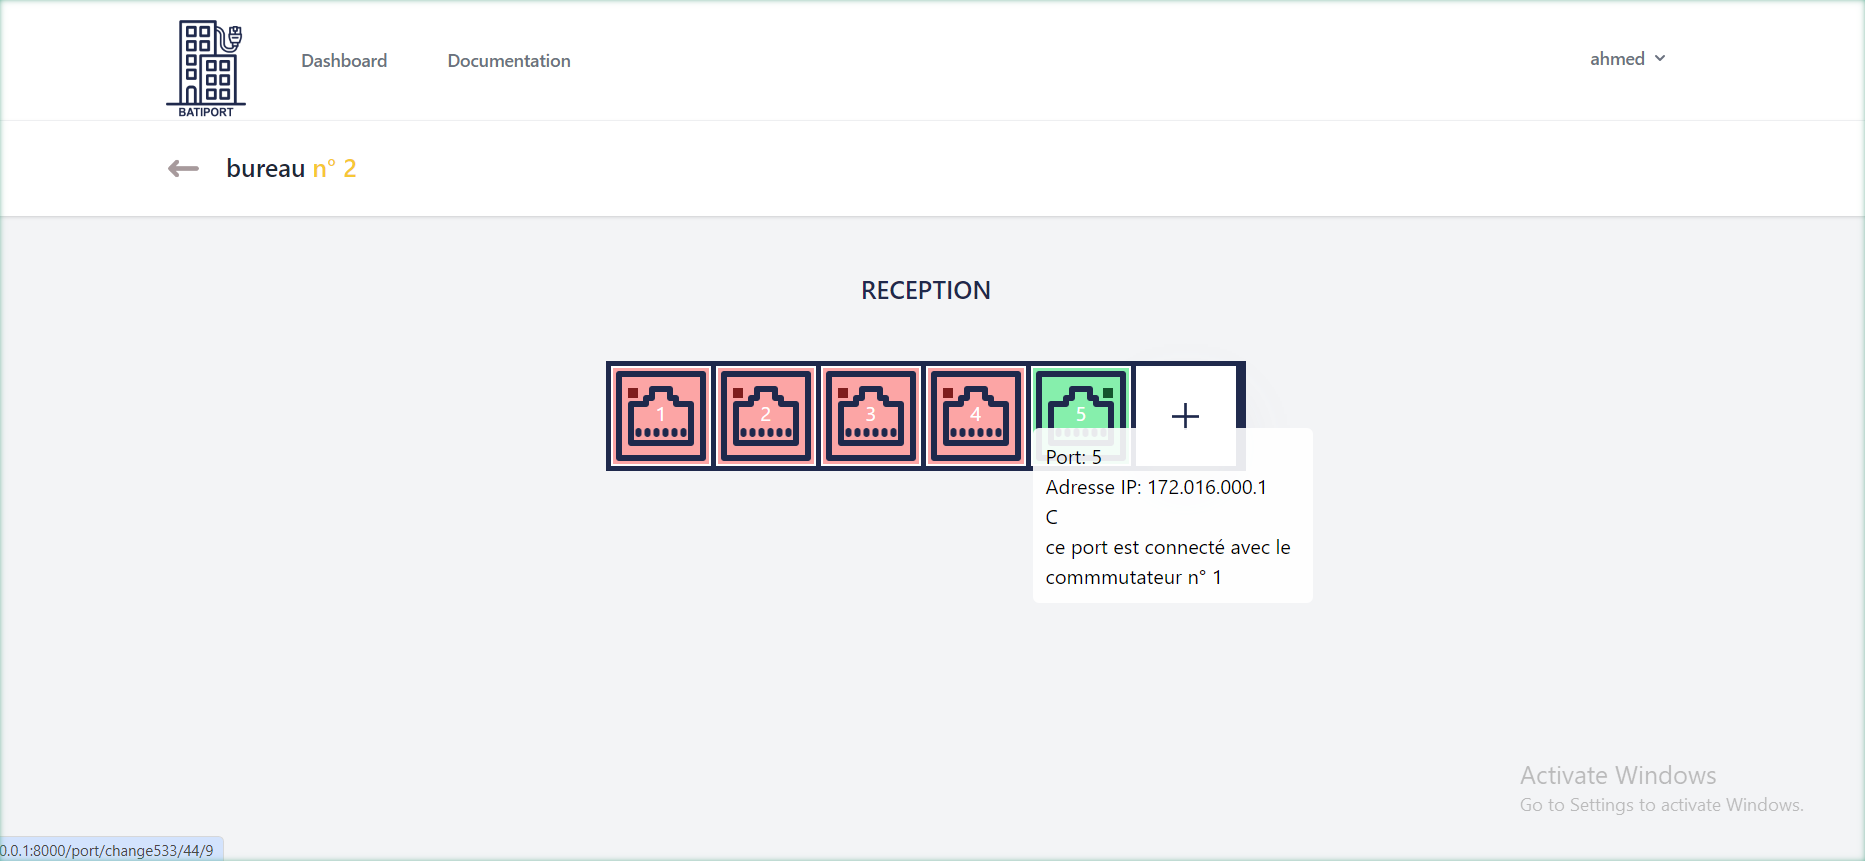 BATIPORT
Dashboard
Documentation
ahmed
bureau n° 2
RECEPTION
1 2 3 4 5
Port: 5
Adresse IP: 172.016.000.1
C
ce port est connecté avec le
commmutateur n° 1
Activate Windows
Go to Settings to activate Windows.
0.0.1:8000/port/change533/44/9